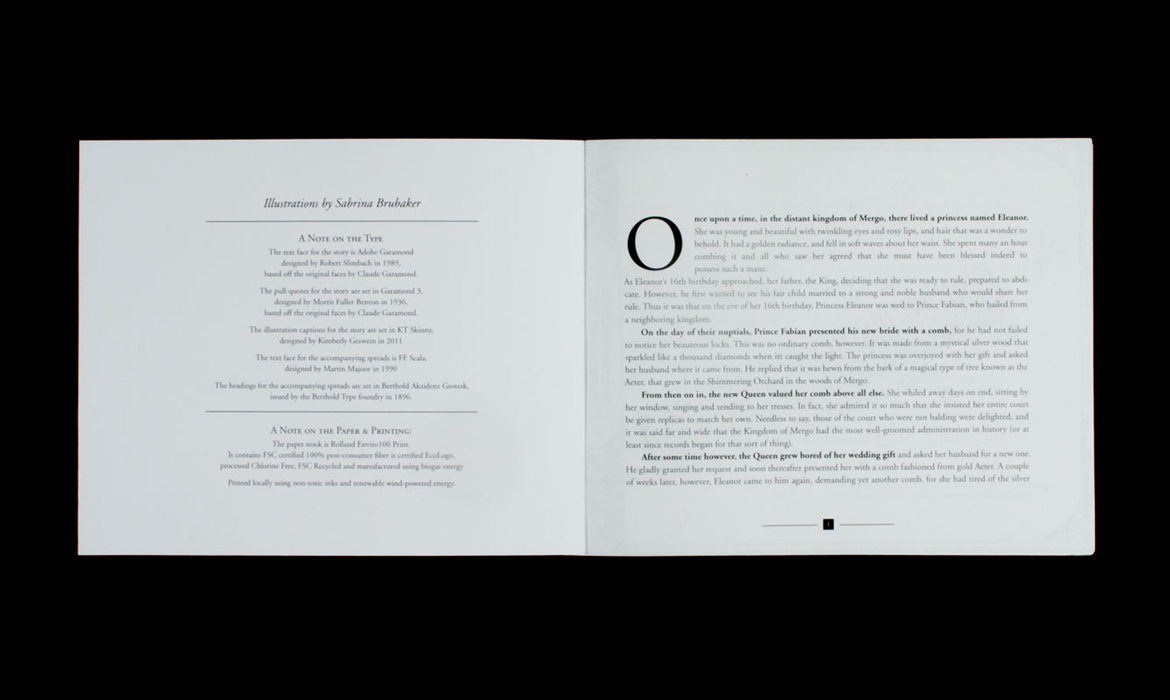 Illustrations by Sabrina Brubaker
A NOTE ON THE TYPE
The text face for the story is Adobe Garamond
designed by Robert Slimbach in 1989,
based off the original faces by Claude Garamond.
The pull-quotes for the story are set in Garamond 3,
designed by Morris Fuller Benton in 1936,
based off the original faces by Claude Garamond.
The illustration captions for the story are set in KT Skinny,
designed by Kimberly Geswein in 2011
The text face for the accompanying spreads is FF Scala,
designed by Martin Majoor in 1990
The headings for the accompanying spreads are set in Berthold Akzidenz Grotesk,
issued by the Berthold Type foundry in 1896.
A NOTE ON THE PAPER & PRINTING:
The paper stock is Rolland Enviro100 Print.
It contains FSC certified 100% post-consumer fiber is certified EcoLogo,
processed Chlorine Free, FSC Recycled and manufactured using biogas energy
Printed locally using non-toxic inks and renewable wind-powered energy.
Once upon a time, in the distant kingdom of Mergo, there lived a princess named Eleanor.
She was young and beautiful with twinkling eyes and rosy lips, and hair that was a wonder to
behold. It had a golden radiance, and fell in soft waves about her waist. She spent many an hour
combing it and all who saw her agreed that she must have been blessed indeed to
possess such a mane.
As Eleanor's 16th birthday approached, her father, the King, deciding that she was ready to rule, prepared to abdi-
cate. However, he first wanted to see his fair child married to a strong and noble husband who would share her
rule. Thus it was that on the eve of her 16th birthday, Princess Eleanor was wed to Prince Fabian, who hailed from
a neighboring kingdom.
On the day of their nuptials, Prince Fabian presented his new bride with a comb, for he had not failed
to notice her beauteous locks. This was no ordinary comb, however. It was made from a mystical silver wood that
sparkled like a thousand diamonds when itt caught the light. The princess was overjoyed with her gift and asked
her husband where it came from. He replied that it was hewn from the bark of a magical type of tree known as the
Aeter, that grew in the Shimmering Orchard in the woods of Mergo.
From then on in, the new Queen valued her comb above all else. She whiled away days on end, sitting by
her window, singing and tending to her tresses. In fact, she admired it so much that she insisted her entire court
be given replicas to match her own. Needless to say, those of the court who were not balding were delighted, and
it was said far and wide that the Kingdom of Mergo had the most well-groomed administration in history (or at
least since records began for that sort of thing).
After some time however, the Queen grew bored of her wedding gift and asked her husband for a new one.
He gladly granted her request and soon thereafter presented her with a comb fashioned from gold Aeter. A couple
of weeks later, however, Eleanor came to him again, demanding yet another comb, for she had tired of the silver
1